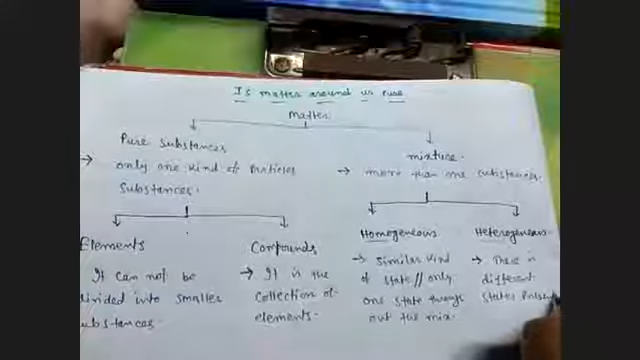 Is matter around us Pure
Matter
Pure Substances
only one kind of Particles
Substances.
mixture.
more than one substances.
Elements
It can not be
divided into smaller
substances.
Compounds
It is the
collection of
elements.
Homogeneous
Similar kind
of state// only
one state through
out the mix.
Heterogeneous.
There is
different
states Present